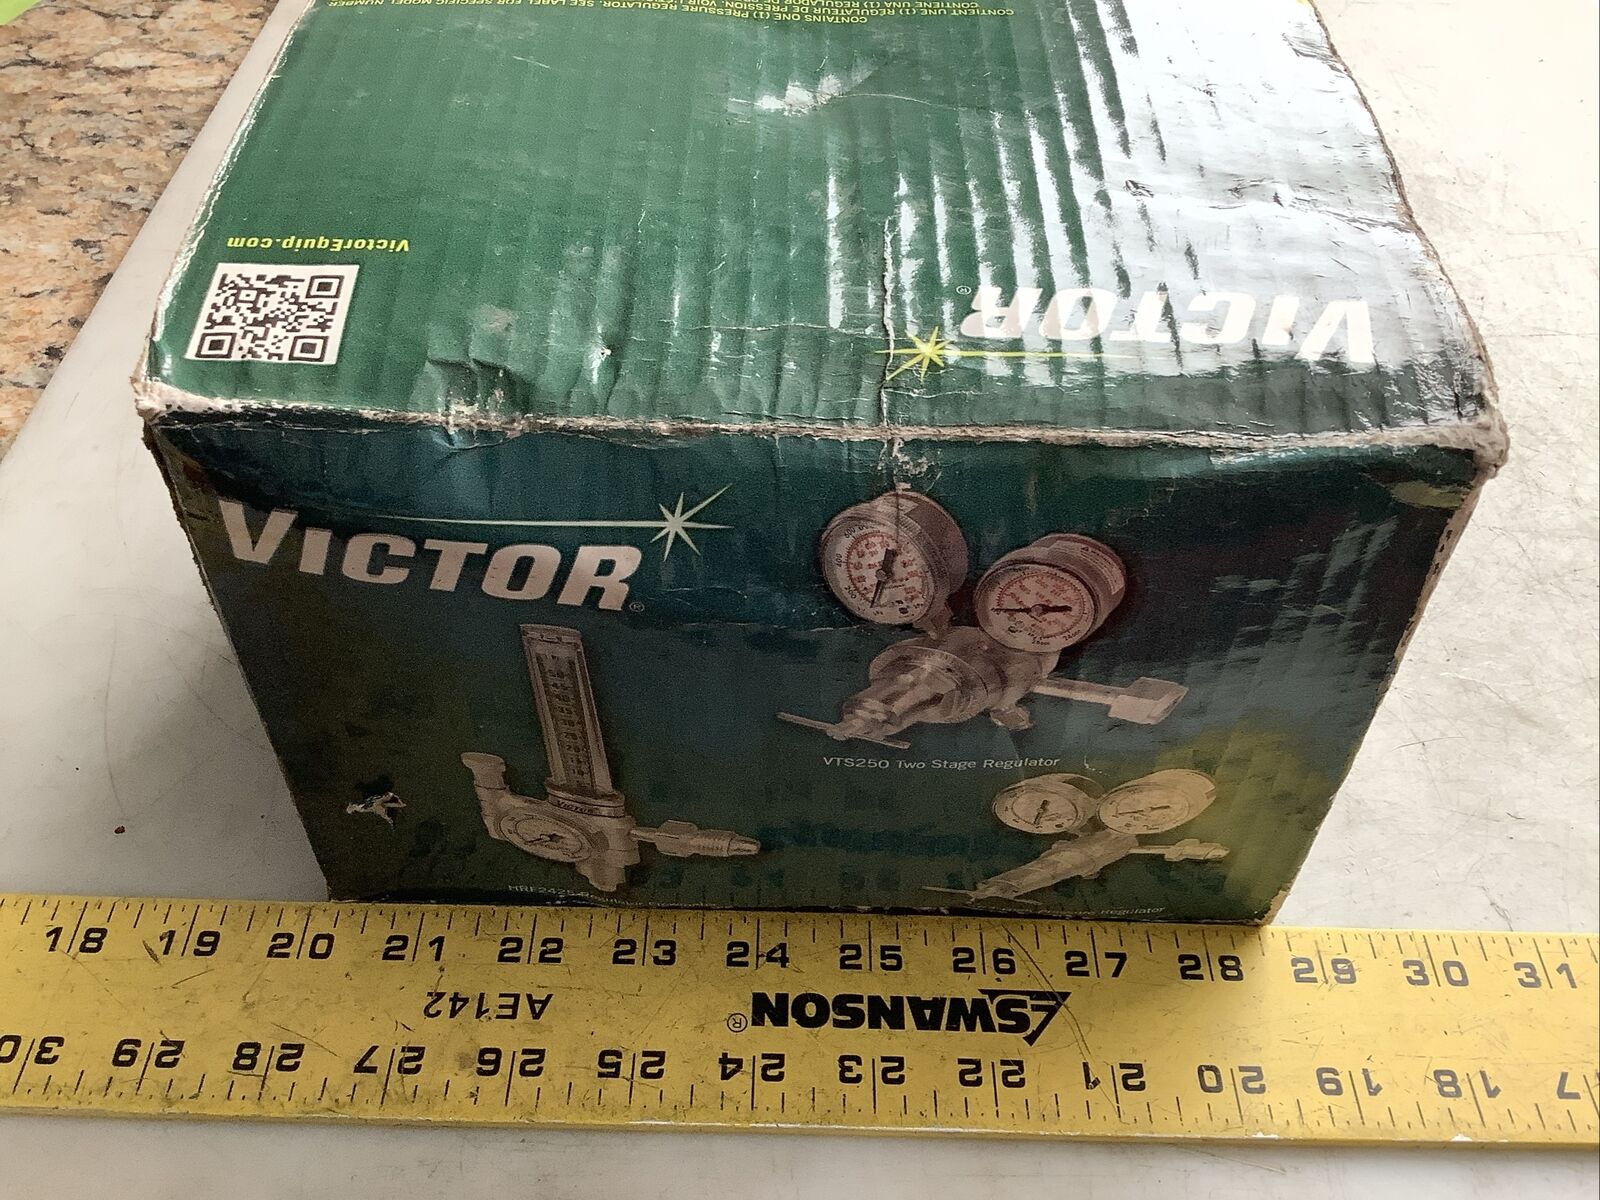 CONTAINS ONE (1) PRESSURE REGULATOR. SEE LABEL FOR SPECIFIC MODEL NUMBER
CONTIENT UNE (1) RÉGULATEUR DE PRESSION. VOIR
CONTIENE UNA (1) REGULADOR DE
VictorEquip.com
VICTOR®
VICTOR®
VTS250 Two Stage Regulator
VICTOR
Regulator
18 19 20 21 22 23 24 25 26 27 28 29 30 31
AE142
SWANSON®
30 29 28 27 26 25 24 23 22 21 20 19 18